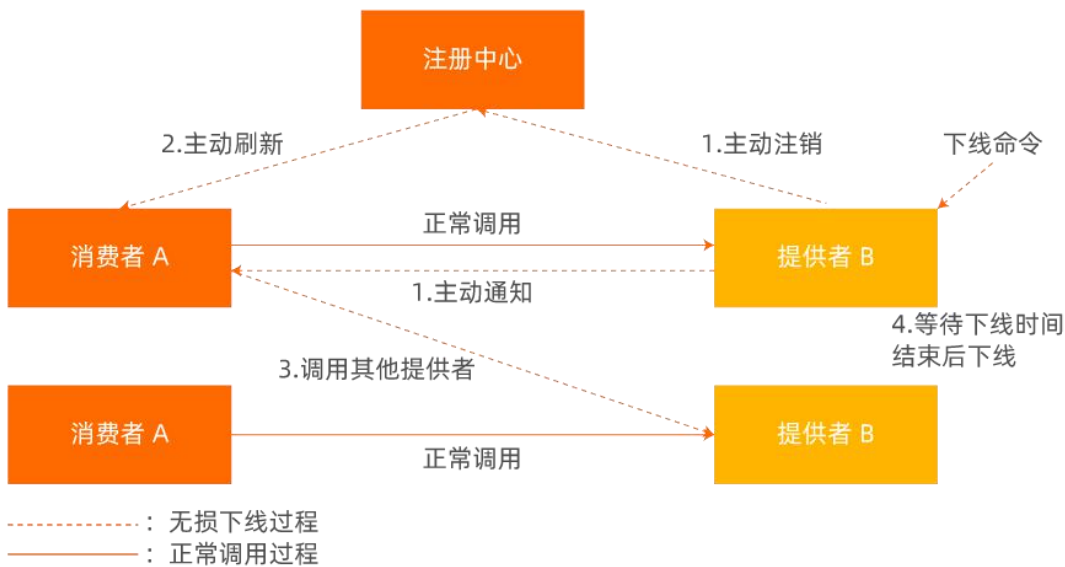 注册中心
2.主动刷新
1.主动注销
下线命令
消费者 A
正常调用
提供者 B
1.主动通知
4.等待下线时间
结束后下线
3.调用其他提供者
消费者 A
正常调用
提供者 B
：无损下线过程
：正常调用过程